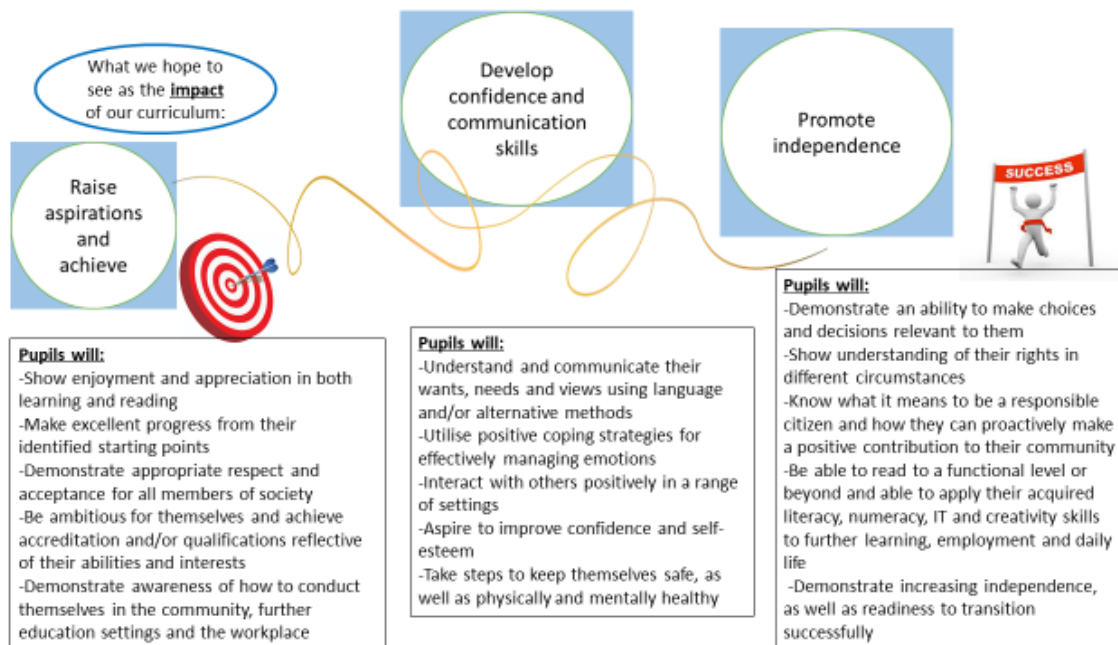 What we hope to
see as the impact
of our curriculum:
Raise
aspirations
and
achieve
Develop
confidence and
communication
skills
Promote
independence
SUCCESS
Pupils will:
-Show enjoyment and appreciation in both
learning and reading
-Make excellent progress from their
identified starting points
-Demonstrate appropriate respect and
acceptance for all members of society
-Be ambitious for themselves and achieve
accreditation and/or qualifications reflective
of their abilities and interests
-Demonstrate awareness of how to conduct
themselves in the community, further
education settings and the workplace
Pupils will:
-Understand and communicate their
wants, needs and views using language
and/or alternative methods
-Utilise positive coping strategies for
effectively managing emotions
-Interact with others positively in a range
of settings
-Aspire to improve confidence and self-
esteem
-Take steps to keep themselves safe, as
well as physically and mentally healthy
Pupils will:
-Demonstrate an ability to make choices
and decisions relevant to them
-Show understanding of their rights in
different circumstances
-Know what it means to be a responsible
citizen and how they can proactively make
a positive contribution to their community
-Be able to read to a functional level or
beyond and able to apply their acquired
literacy, numeracy, IT and creativity skills
to further learning, employment and daily
life
-Demonstrate increasing independence,
as well as readiness to transition
successfully